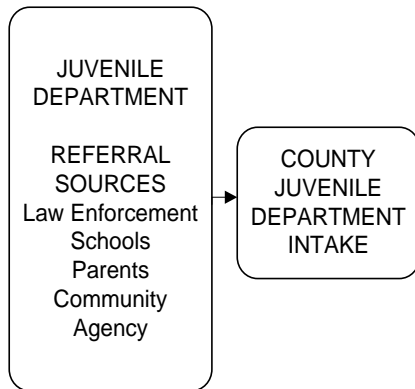 JUVENILE
DEPARTMENT
REFERRAL
SOURCES
Law Enforcement
Schools
Parents
Community
Agency
COUNTY
JUVENILE
DEPARTMENT
INTAKE